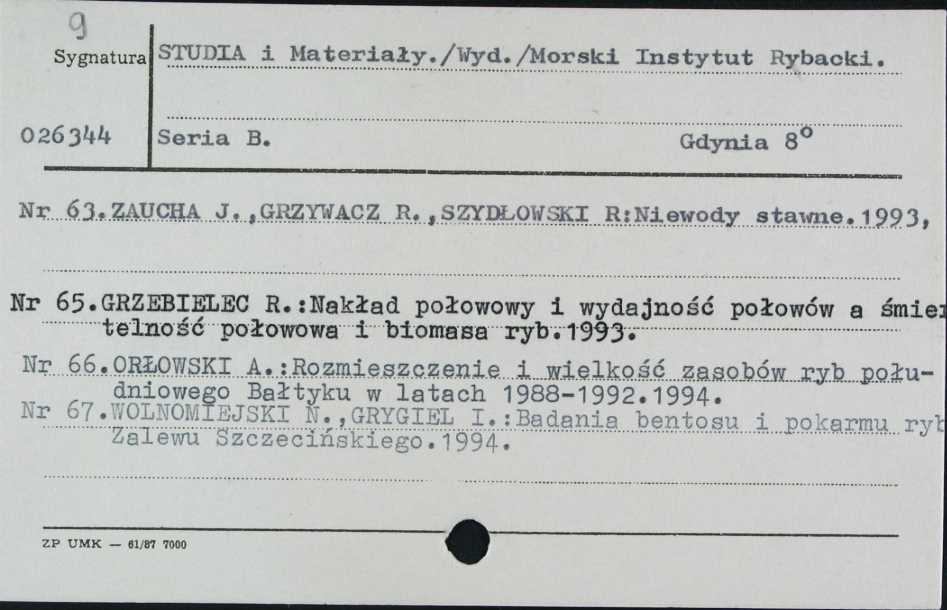 9
Sygnatura STUDIA i Materiały./Wyd./Morski Instytut Rybacki.
026344 Seria B. Gdynia 8°
Nr 63.ZAUCHA J.,GRZYWACZ R.,SZYDŁOWSKI R:Niewody stawne.1993,
Nr 65.GRZEBIELEC R.:Nakład połowowy i wydajność połowów a śmier
telność połowowa i biomasa ryb.1993.
Nr 66.ORŁOWSKI A.:Rozmieszczenie i wielkość zasobów ryb połu-
dniowego Bałtyku w latach 1988-1992.1994.
Nr 67.WOLNOMIEJSKI N.,GRYGIEL I.:Badania bentosu i pokarmu ryb
Zalewu Szczecińskiego.1994.
ZP UMK — 61/87 7000